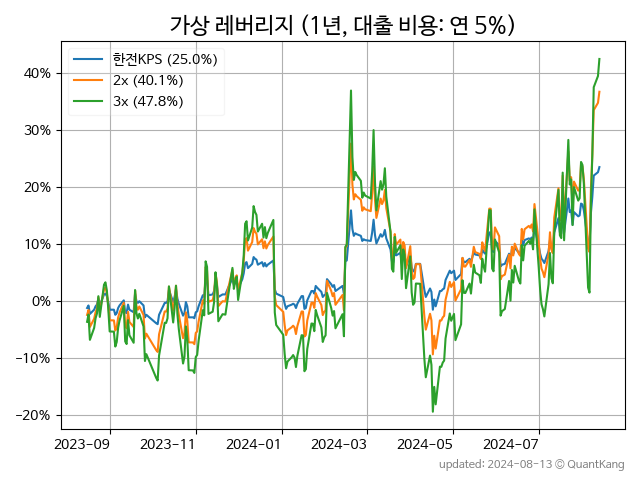 가상 레버리지 (1년, 대출 비용: 연 5%)
한전KPS (25.0%)
2x (40.1%)
3x (47.8%)
40%
30%
20%
10%
0%
−10%
−20%
2023-09
2023-11
2024-01
2024-03
2024-05
2024-07
updated: 2024-08-13 © QuantKang